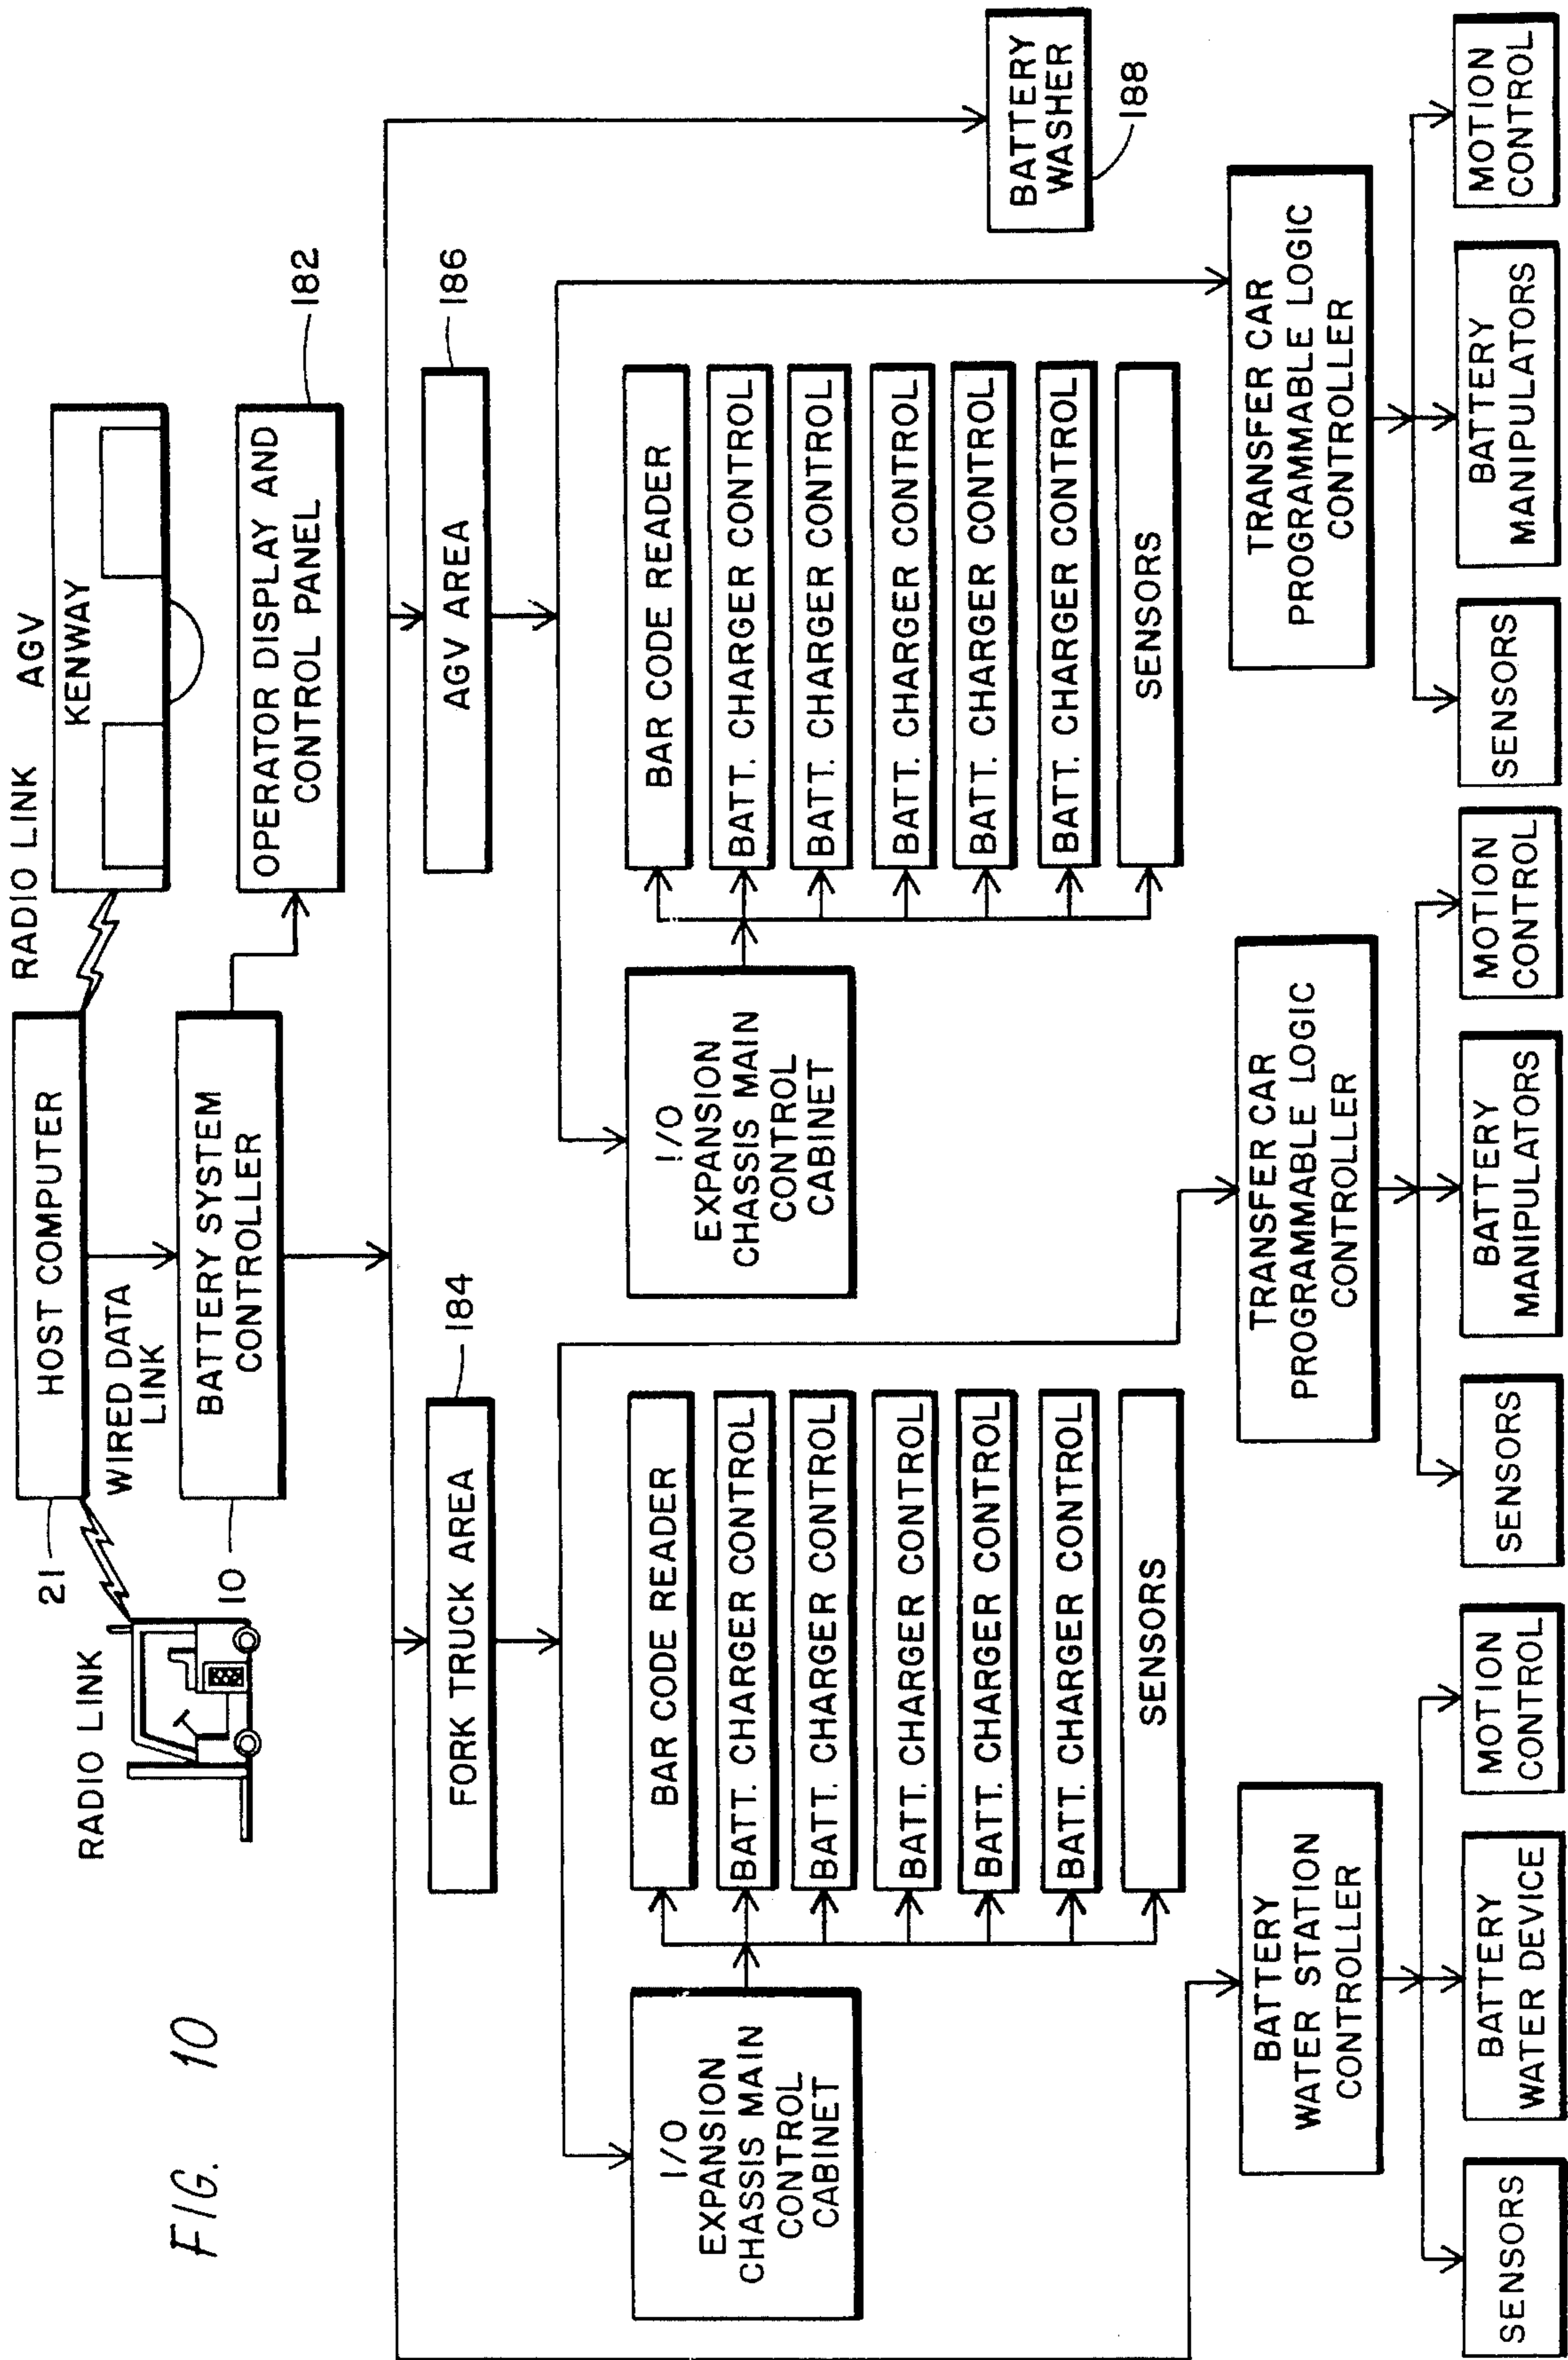 FIG. 10
RADIO LINK
21
HOST COMPUTER
RADIO LINK
AGV
KENWAY
WIRED DATA
LINK
10
BATTERY SYSTEM
CONTROLLER
OPERATOR DISPLAY AND
CONTROL PANEL
182
FORK TRUCK AREA
184
AGV AREA
186
I/O
EXPANSION
CHASSIS MAIN
CONTROL
CABINET
BAR CODE READER
BATT. CHARGER CONTROL
BATT. CHARGER CONTROL
BATT. CHARGER CONTROL
BATT. CHARGER CONTROL
BATT. CHARGER CONTROL
SENSORS
I/O
EXPANSION
CHASSIS MAIN
CONTROL
CABINET
BAR CODE READER
BATT. CHARGER CONTROL
BATT. CHARGER CONTROL
BATT. CHARGER CONTROL
BATT. CHARGER CONTROL
BATT. CHARGER CONTROL
SENSORS
BATTERY
WASHER
188
BATTERY
WATER STATION
CONTROLLER
TRANSFER CAR
PROGRAMMABLE LOGIC
CONTROLLER
TRANSFER CAR
PROGRAMMABLE LOGIC
CONTROLLER
SENSORS
BATTERY
WATER DEVICE
MOTION
CONTROL
SENSORS
BATTERY
MANIPULATORS
MOTION
CONTROL
SENSORS
BATTERY
MANIPULATORS
MOTION
CONTROL